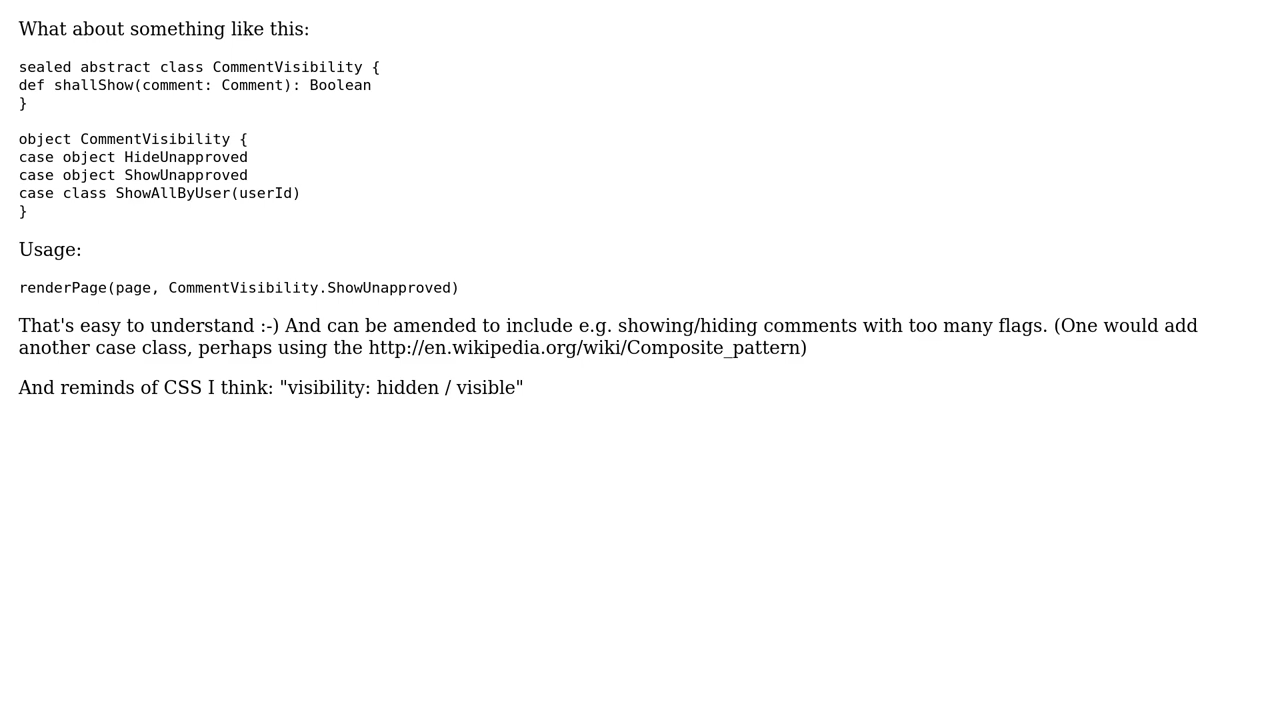 What about something like this:
sealed abstract class CommentVisibility {
def shallShow(comment: Comment): Boolean
}
object CommentVisibility {
case object HideUnapproved
case object ShowUnapproved
case class ShowAllByUser(userId)
}
Usage:
renderPage(page, CommentVisibility.ShowUnapproved)
That's easy to understand :-) And can be amended to include e.g. showing/hiding comments with too many flags. (One would add
another case class, perhaps using the http://en.wikipedia.org/wiki/Composite_pattern)
And reminds of CSS I think: "visibility: hidden / visible"